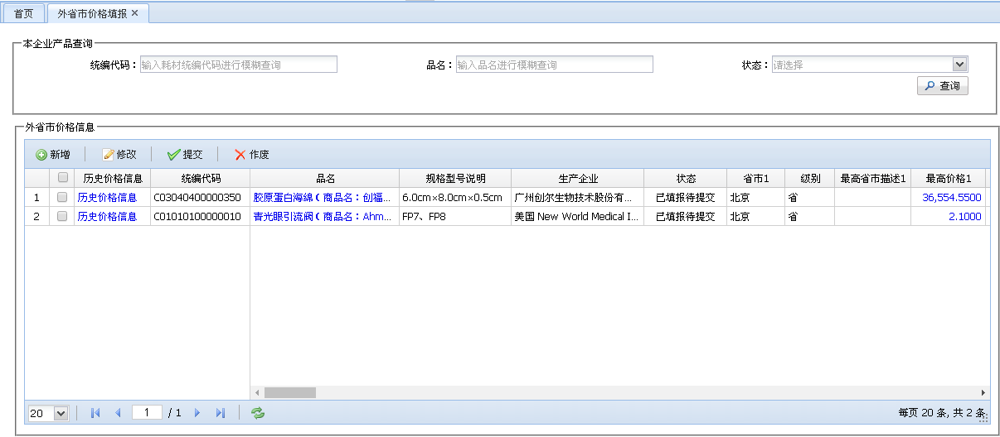 首页 外省市价格填报
本企业产品查询
统编代码： 输入耗材统编代码进行模糊查询 品名： 输入品名进行模糊查询 状态： 请选择
查询
外省市价格信息
新增 修改 提交 作废
历史价格信息 统编代码 品名 规格型号说明 生产企业 状态 省市1 级别 最高省市描述1 最高价格1
1 历史价格信息 C03040400000350 胶原蛋白海绵(商品名：创福... 6.0cm×8.0cm×0.5cm 广州创尔生物技术股份有... 已填报待提交 北京 省 36,554.5500
2 历史价格信息 C01010100000010 青光眼引流阀(商品名：Ahm... FP7、FP8 美国 New World Medical I... 已填报待提交 北京 省 2.1000
20 1 / 1 每页 20 条, 共 2 条